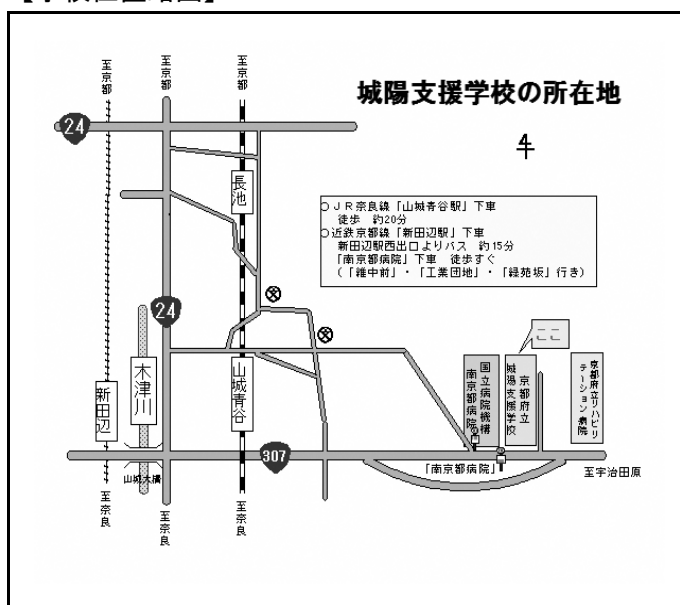 城陽支援学校の所在地
至京都
至京都
至京都
24
長池
○ＪＲ奈良線「山城青谷駅」下車
徒歩 約20分
○近鉄京都線「新田辺駅」下車
新田辺駅西出口よりバス 約15分
「南京都病院」下車 徒歩すぐ
（「維中前」・「工業団地」・「緑苑坂」行き）
24
ここ
木津川
山城青谷
新田辺
国立病院機構
南京都病院
京都府立
城陽支援学校
京都府立リハビリ
テーション病院
307
「南京都病院」
山城大橋
至宇治田原
至奈良
至奈良
至奈良